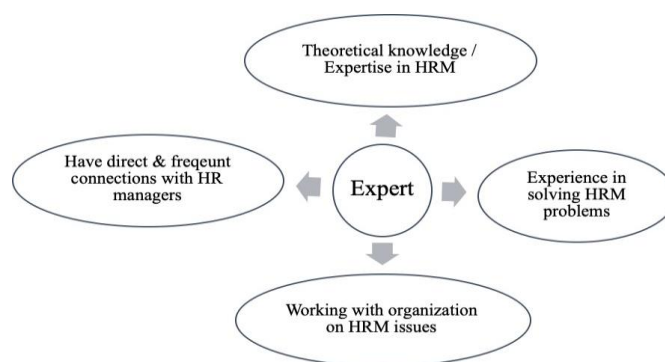 Theoretical knowledge /
Expertise in HRM
Have direct & freqeunt
connections with HR
managers
Expert
Experience in
solving HRM
problems
Working with organization
on HRM issues